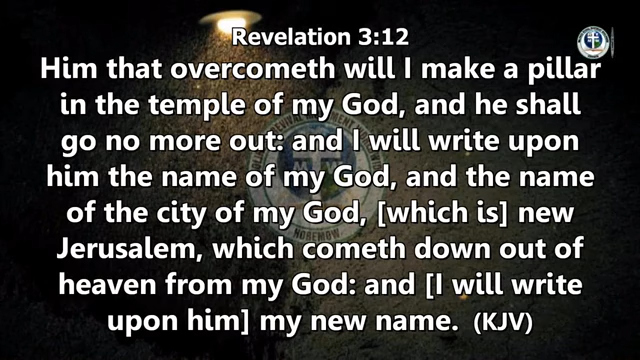 Revelation 3:12
Him that overcometh will I make a pillar
in the temple of my God, and he shall
go no more out: and I will write upon
him the name of my God, and the name
of the city of my God, [which is] new
Jerusalem, which cometh down out of
heaven from my God: and [I will write
upon him] my new name. (KJV)
HOREMOW